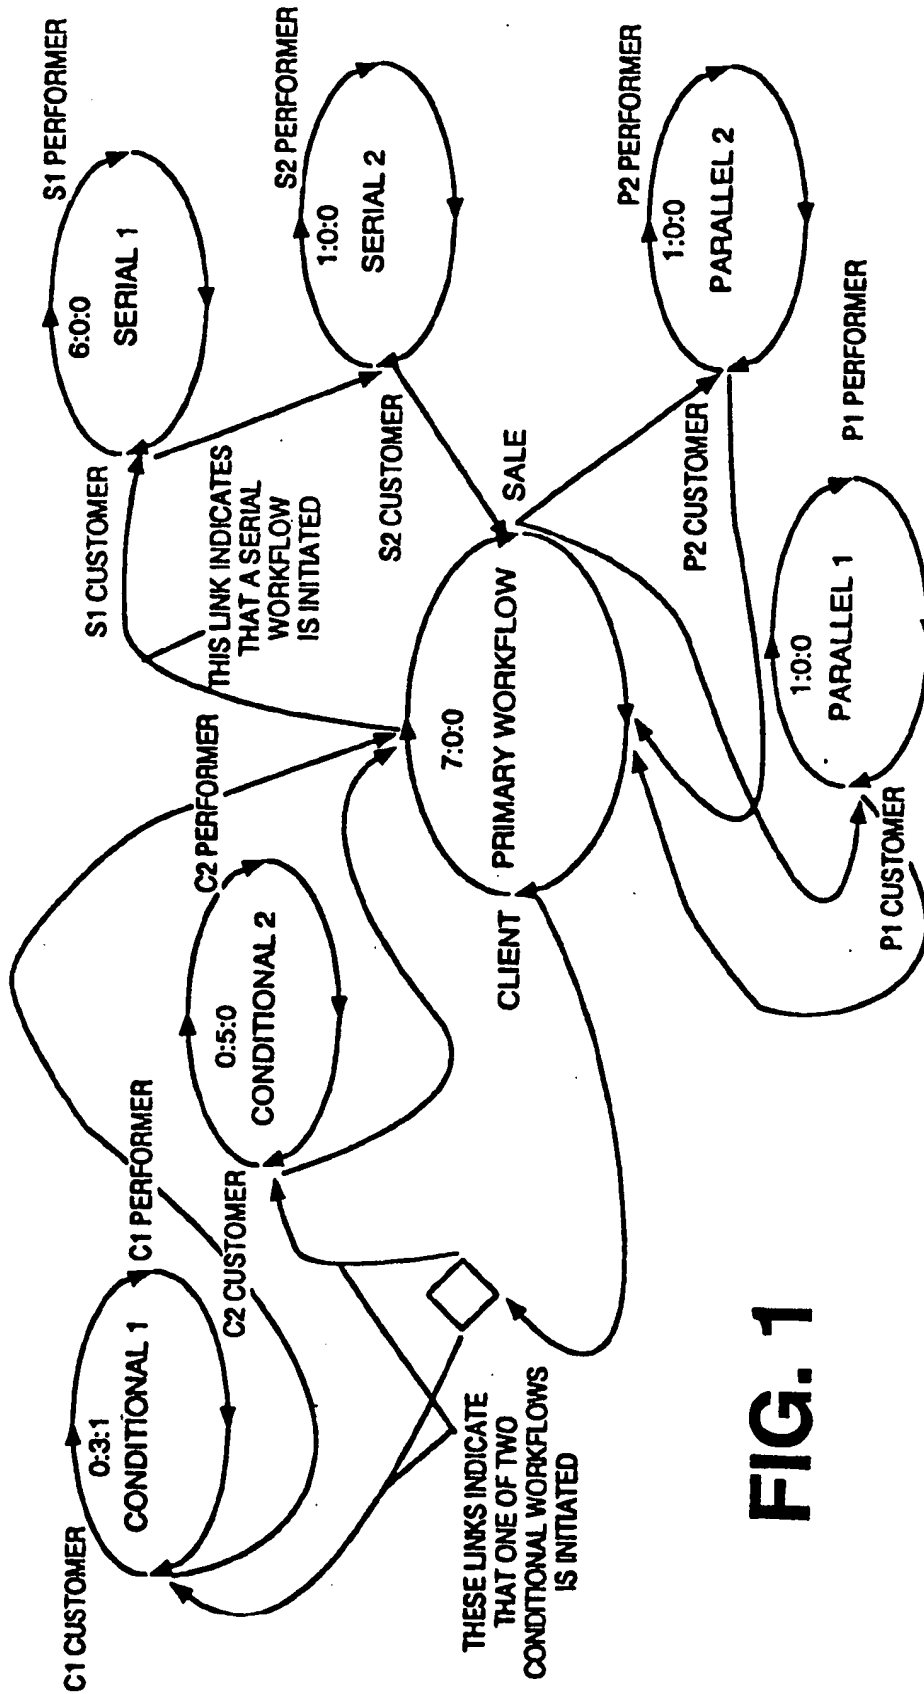 C1 CUSTOMER
0:3:1
CONDITIONAL 1
C1 PERFORMER
C2 CUSTOMER
0:5:0
CONDITIONAL 2
C2 PERFORMER
S1 CUSTOMER
6:0:0
SERIAL 1
S1 PERFORMER
THIS LINK INDICATES
THAT A SERIAL
WORKFLOW
IS INITIATED
S2 CUSTOMER
1:0:0
SERIAL 2
S2 PERFORMER
CLIENT
7:0:0
PRIMARY WORKFLOW
SALE
THESE LINKS INDICATE
THAT ONE OF TWO
CONDITIONAL WORKFLOWS
IS INITIATED
P2 CUSTOMER
1:0:0
PARALLEL 2
P2 PERFORMER
P1 CUSTOMER
1:0:0
PARALLEL 1
P1 PERFORMER
FIG. 1